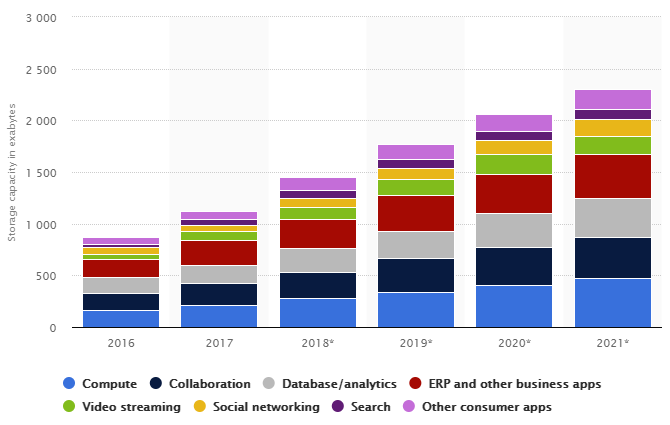 3 000
2 500
2 000
1 500
1 000
500
0
Storage capacity in exabytes
2016 2017 2018* 2019* 2020* 2021*
Compute Collaboration Database/analytics ERP and other business apps
Video streaming Social networking Search Other consumer apps